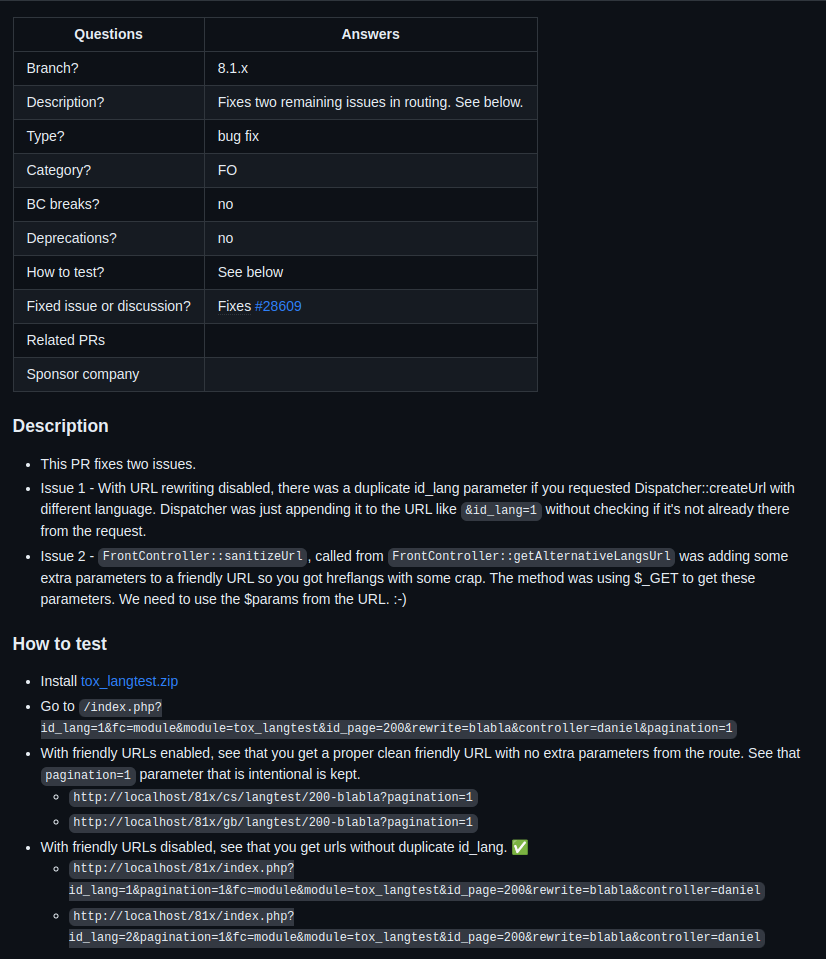 Questions Answers
Branch? 8.1.x
Description? Fixes two remaining issues in routing. See below.
Type? bug fix
Category? FO
BC breaks? no
Deprecations? no
How to test? See below
Fixed issue or discussion? Fixes #28609
Related PRs
Sponsor company
Description
This PR fixes two issues.
Issue 1 - With URL rewriting disabled, there was a duplicate id_lang parameter if you requested Dispatcher::createUrl with
different language. Dispatcher was just appending it to the URL like &id_lang=1 without checking if it's not already there
from the request.
Issue 2 - FrontController::sanitizeUrl, called from FrontController::getAlternativeLangsUrl was adding some
extra parameters to a friendly URL so you got hreflangs with some crap. The method was using $_GET to get these
parameters. We need to use the $params from the URL. :-)
How to test
Install tox_langtest.zip
Go to /index.php?
id_lang=1&fc=module&module=tox_langtest&id_page=200&rewrite=blabla&controller=daniel&pagination=1
With friendly URLs enabled, see that you get a proper clean friendly URL with no extra parameters from the route. See that
pagination=1 parameter that is intentional is kept.
http://localhost/81x/cs/langtest/200-blabla?pagination=1
http://localhost/81x/gb/langtest/200-blabla?pagination=1
With friendly URLs disabled, see that you get urls without duplicate id_lang. ✅
http://localhost/81x/index.php?
id_lang=1&pagination=1&fc=module&module=tox_langtest&id_page=200&rewrite=blabla&controller=daniel
http://localhost/81x/index.php?
id_lang=2&pagination=1&fc=module&module=tox_langtest&id_page=200&rewrite=blabla&controller=daniel